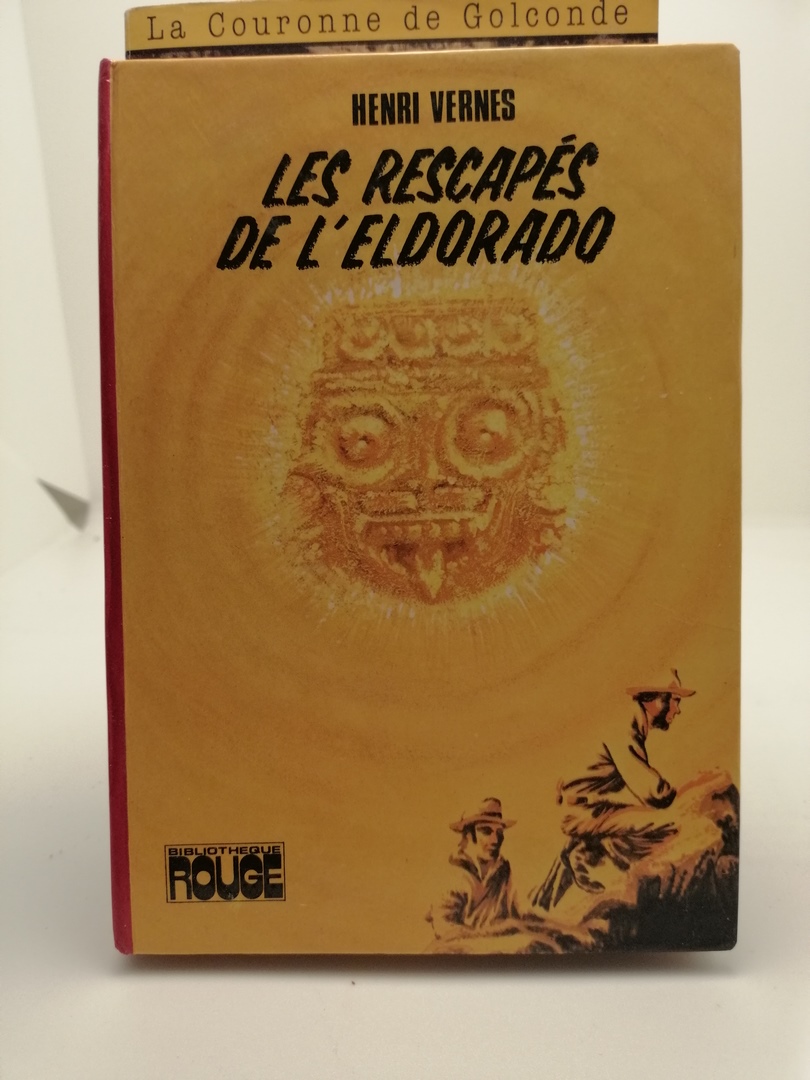 La Couronne de Golconde
HENRI VERNES
LES RESCAPÉS
DE L'ELDORADO
BIBLIOTHEQUE
ROUGE